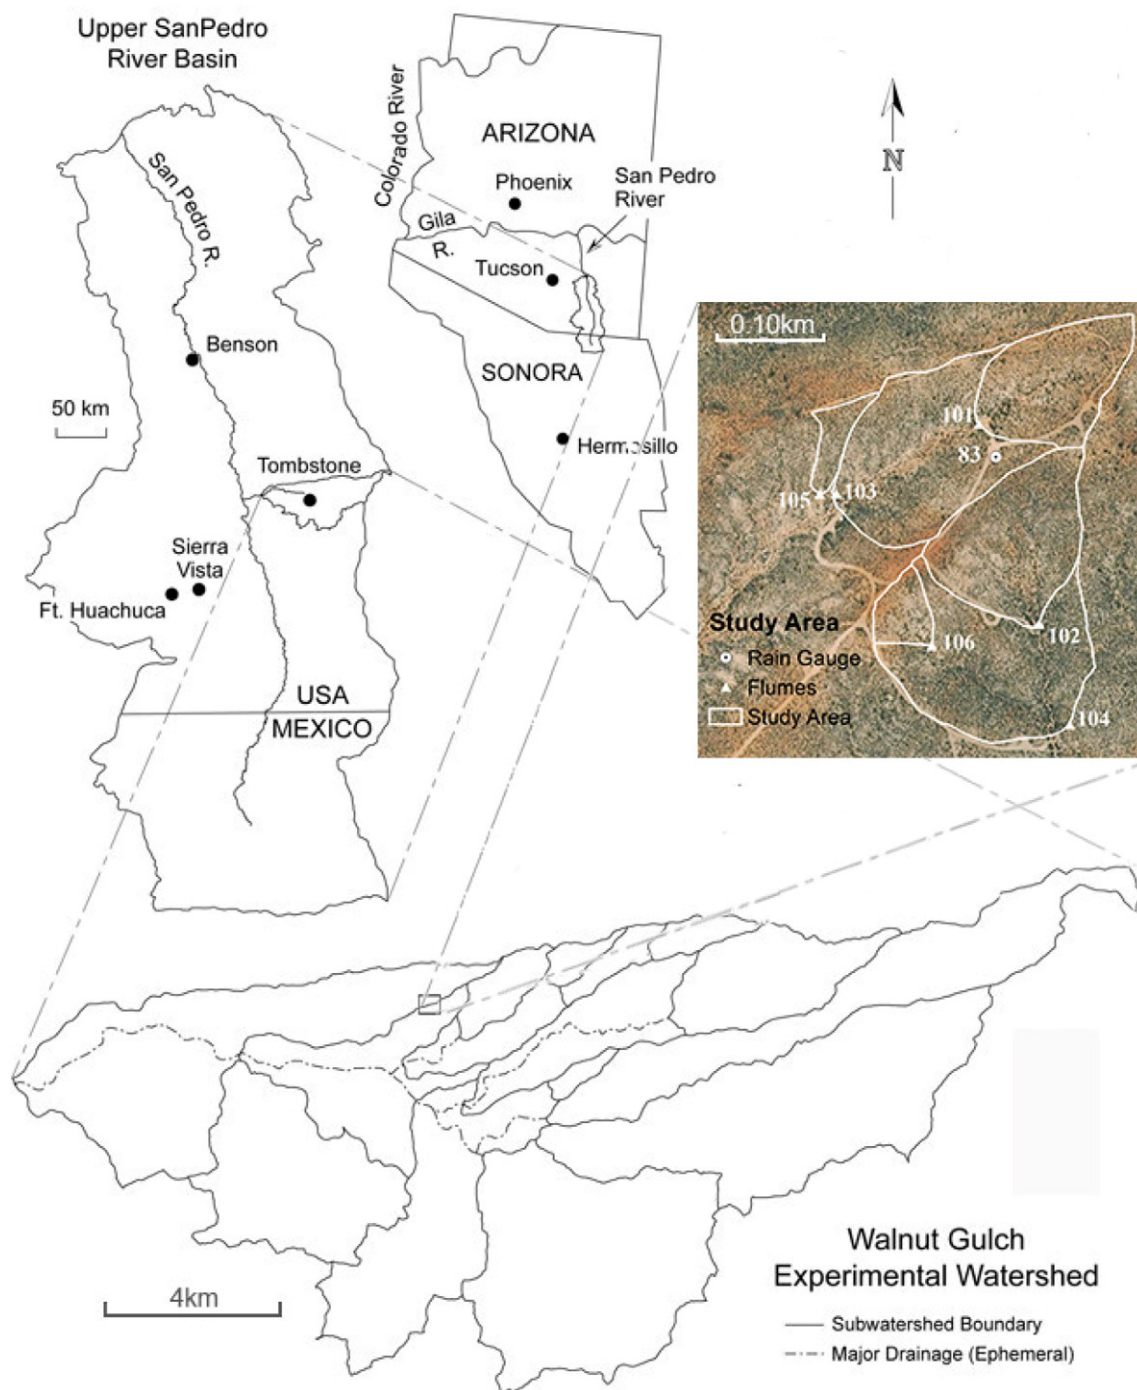 Upper SanPedro
River Basin
San Pedro R.
Benson
50 km
Tombstone
Sierra
Vista
Ft. Huachuca
USA
MEXICO
Colorado River
ARIZONA
Phoenix
San Pedro
River
Gila
R.
Tucson
SONORA
Hermosillo
N
0.10km
101
83
105
103
102
106
104
Study Area
Rain Gauge
Flumes
Study Area
4km
Walnut Gulch
Experimental Watershed
Subwatershed Boundary
Major Drainage (Ephemeral)